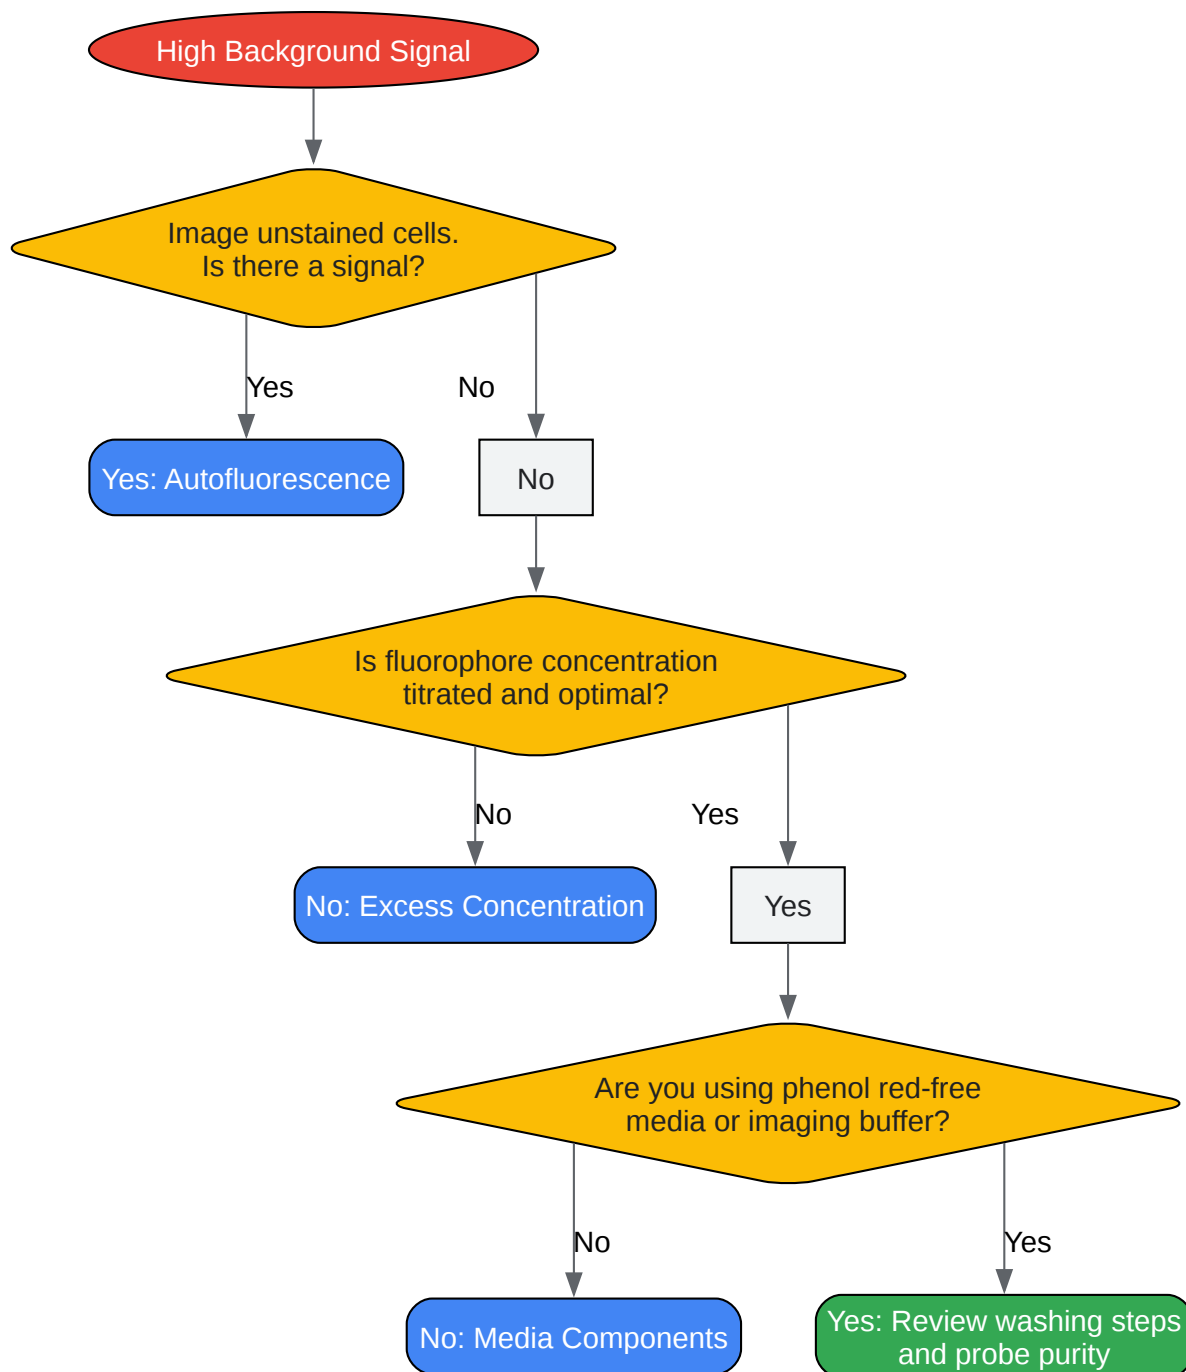 High Background Signal
Image unstained cells.
Is there a signal?
Yes
No
Yes: Autofluorescence
No
Is fluorophore concentration
titrated and optimal?
No
Yes
No: Excess Concentration
Yes
Are you using phenol red-free
media or imaging buffer?
No
Yes
No: Media Components
Yes: Review washing steps
and probe purity